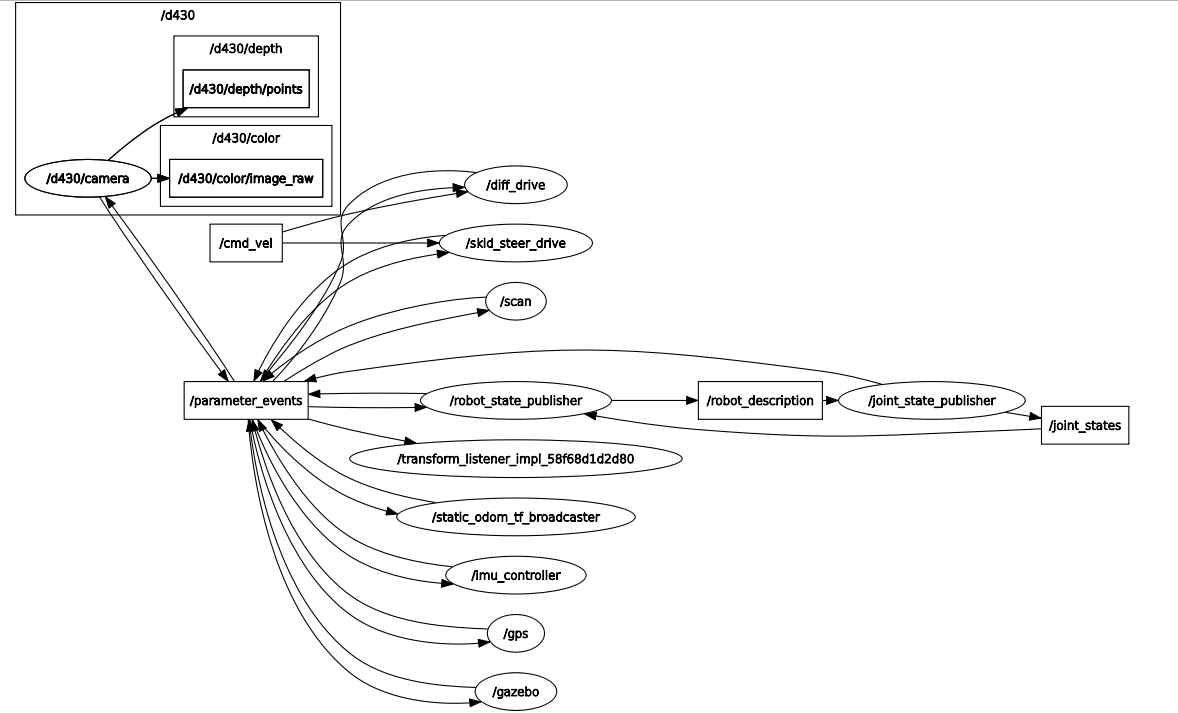 /d430
/d430/depth
/d430/depth/points
/d430/color
/d430/camera
/d430/color/image_raw
/diff_drive
/cmd_vel
/skid_steer_drive
/scan
/parameter_events
/robot_state_publisher
/robot_description
/joint_state_publisher
/joint_states
/transform_listener_impl_58f68d1d2d80
/static_odom_tf_broadcaster
/imu_controller
/gps
/gazebo